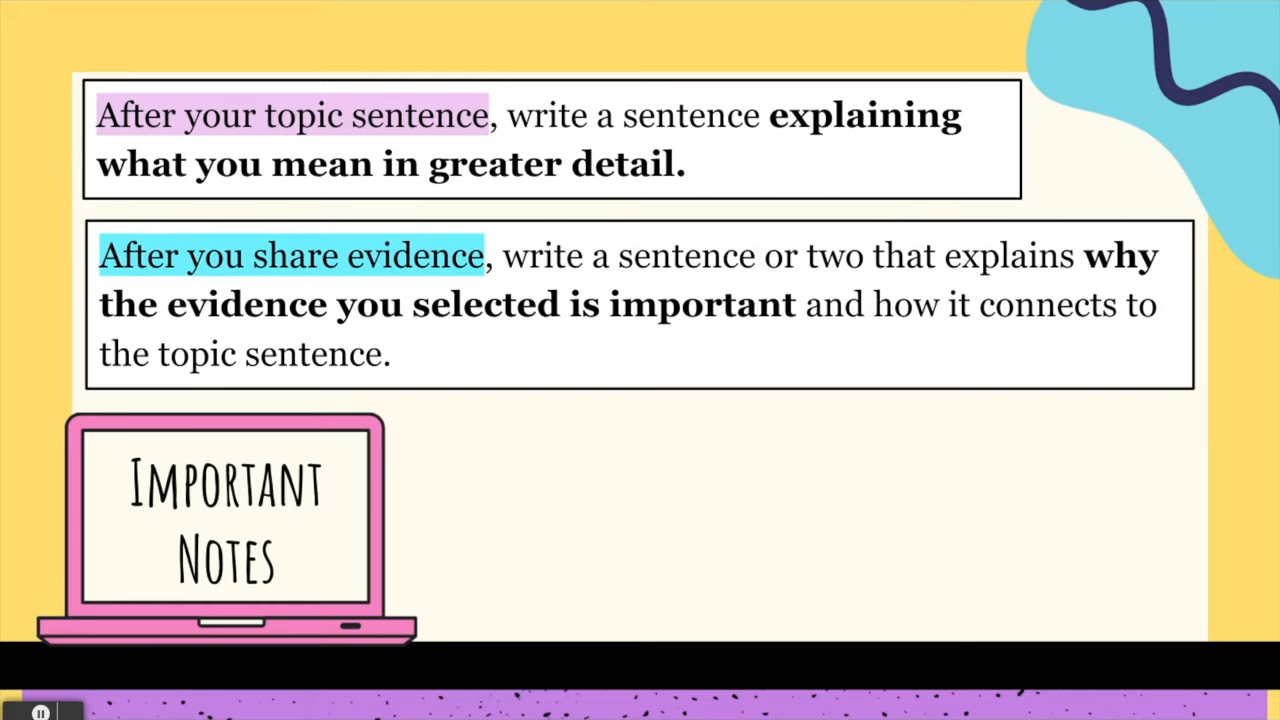 After your topic sentence, write a sentence explaining
what you mean in greater detail.
After you share evidence, write a sentence or two that explains why
the evidence you selected is important and how it connects to
the topic sentence.
Important
Notes